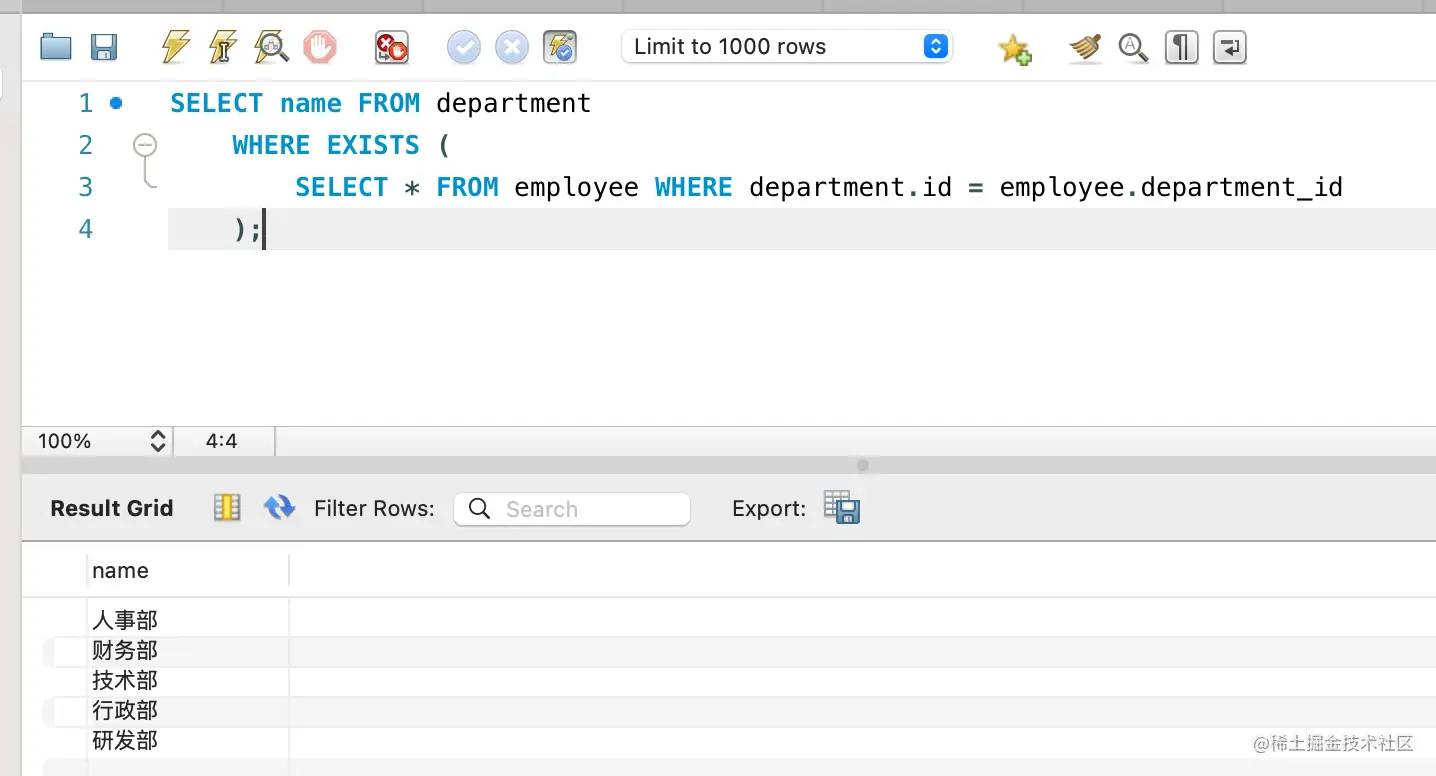 Limit to 1000 rows
1 SELECT name FROM department
2 WHERE EXISTS (
3 SELECT * FROM employee WHERE department.id = employee.department_id
4 );
100% 4:4
Result Grid Filter Rows: Search Export:
name
人事部
财务部
技术部
行政部
研发部
@稀土掘金技术社区